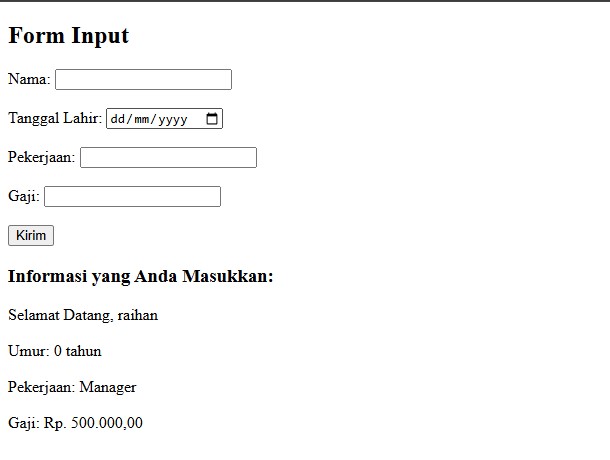 Form Input
Nama:
Tanggal Lahir: dd/mm/yyyy
Pekerjaan:
Gaji:
Kirim
Informasi yang Anda Masukkan:
Selamat Datang, raihan
Umur: 0 tahun
Pekerjaan: Manager
Gaji: Rp. 500.000,00